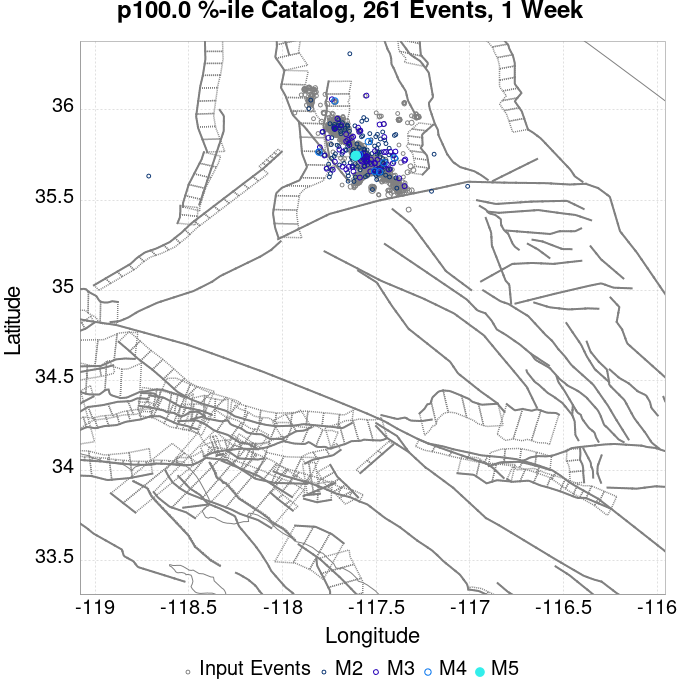 p100.0 %-ile Catalog, 261 Events, 1 Week
36
35.5
35
34.5
34
33.5
Latitude
-119
-118.5
-118
-117.5
-117
-116.5
-116
Longitude
Input Events
M2
M3
M4
M5